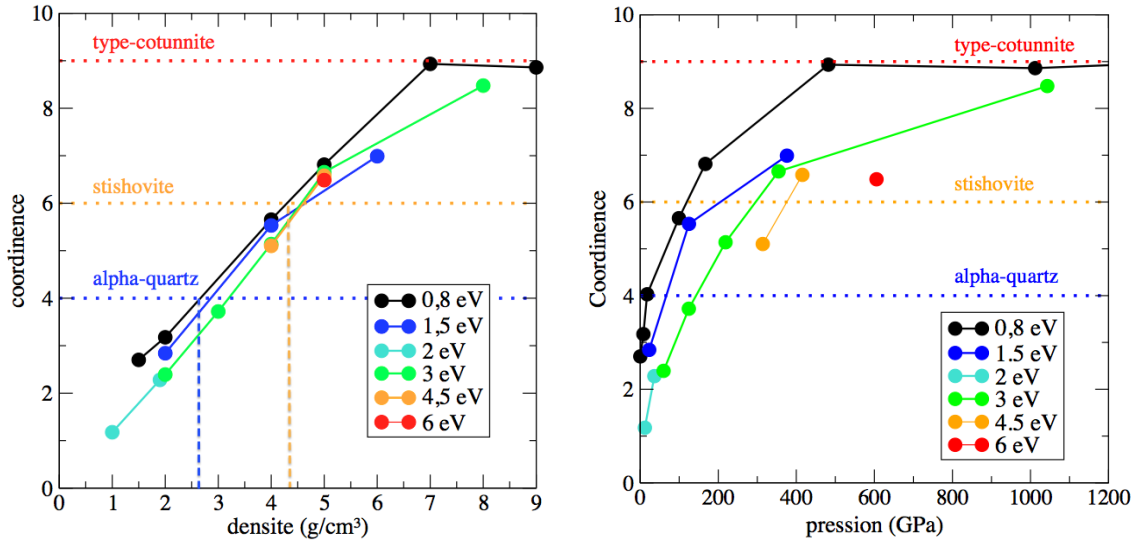 type-cotunnite
stishovite
alpha-quartz
coordinence
0
2
4
6
8
0,8 eV
1,5 eV
2 eV
3 eV
4,5 eV
6 eV
0 1 2 3 4 5 6 7 8 9
densite (g/cm³)
type-cotunnite
stishovite
alpha-quartz
Coordinence
10
8
6
4
2
0
0,8 eV
1.5 eV
2 eV
3 eV
4.5 eV
6 eV
0 200 400 600 800 1000 1200
pression (GPa)
10